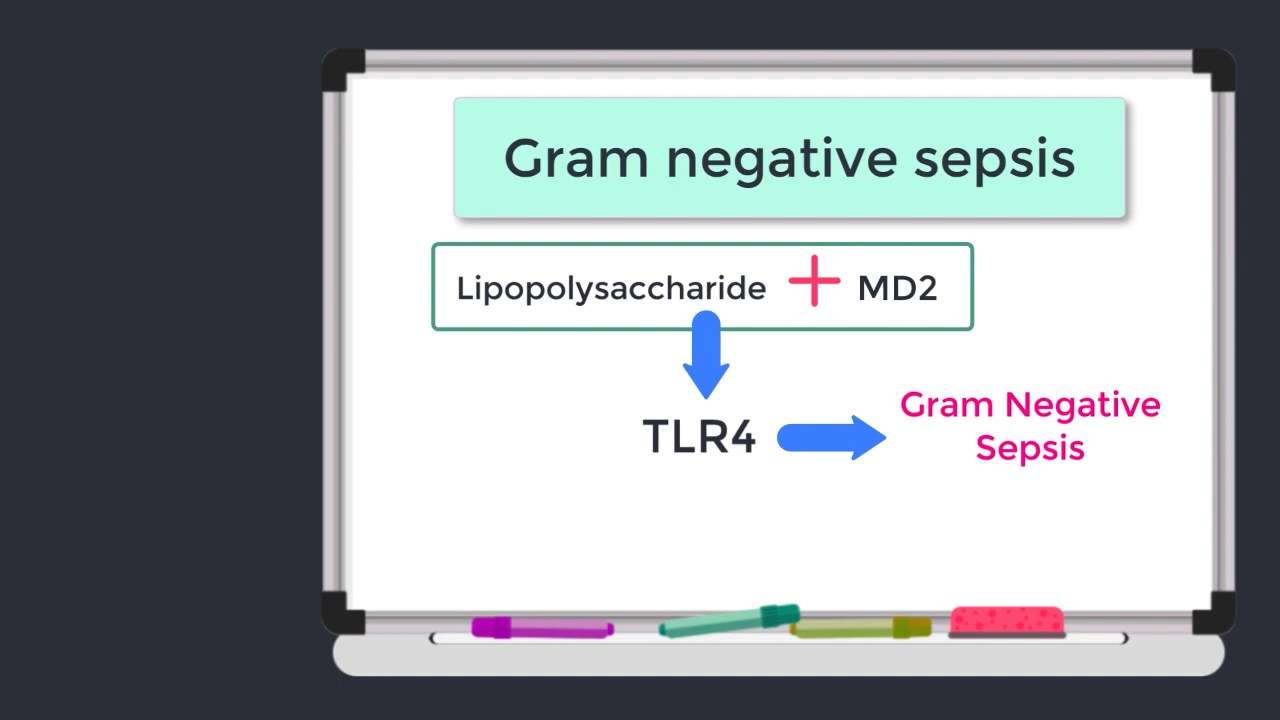 Gram negative sepsis
Lipopolysaccharide + MD2
TLR4
Gram Negative
Sepsis